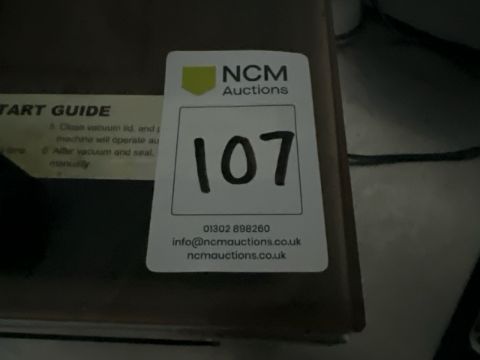 TART GUIDE
5. Close vacuum lid, and p
machine will operate au
6. After vacuum and seal,
manually
NCM
Auctions
107
01302 898260
info@ncmauctions.co.uk
ncmauctions.co.uk